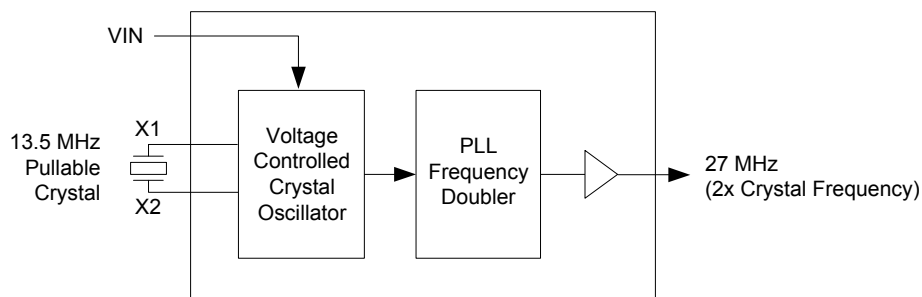 VIN
13.5 MHz
Pullable
Crystal
X1
X2
Voltage
Controlled
Crystal
Oscillator
PLL
Frequency
Doubler
27 MHz
(2x Crystal Frequency)